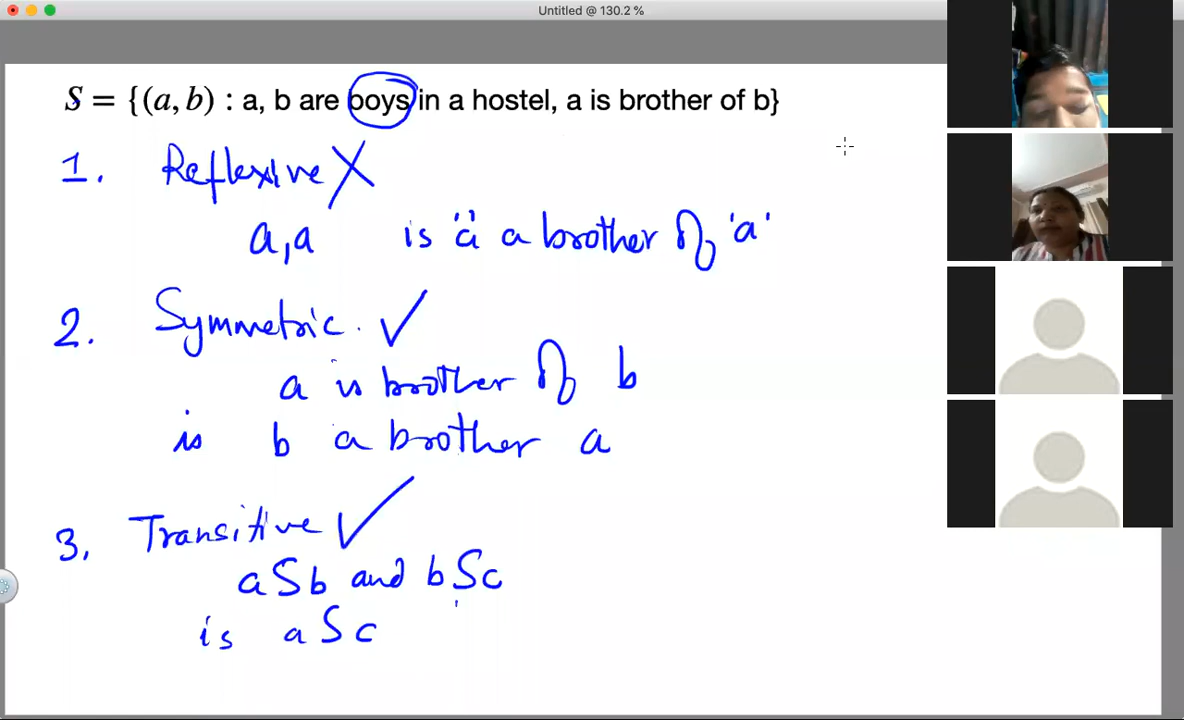 Untitled @ 130.2 %
S = {(a, b) : a, b are boys in a hostel, a is brother of b}
1. Reflexive X
a,a is "a" a brother of 'a'
2. Symmetric. ✓
a is brother of b
is b a brother a
3. Transitive ✓
aSb and bSc
is aSc